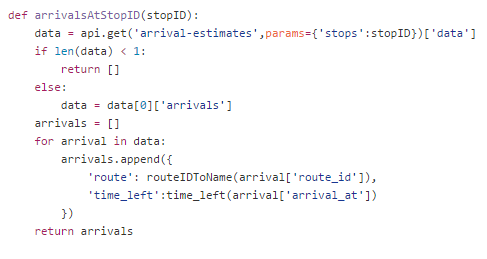 def arrivalsAtStopID(stopID):
    data = api.get('arrival-estimates',params={'stops':stopID})['data']
    if len(data) < 1:
        return []
    else:
        data = data[0]['arrivals']
    arrivals = []
    for arrival in data:
        arrivals.append({
            'route': routeIDToName(arrival['route_id']),
            'time_left':time_left(arrival['arrival_at'])
        })
    return arrivals